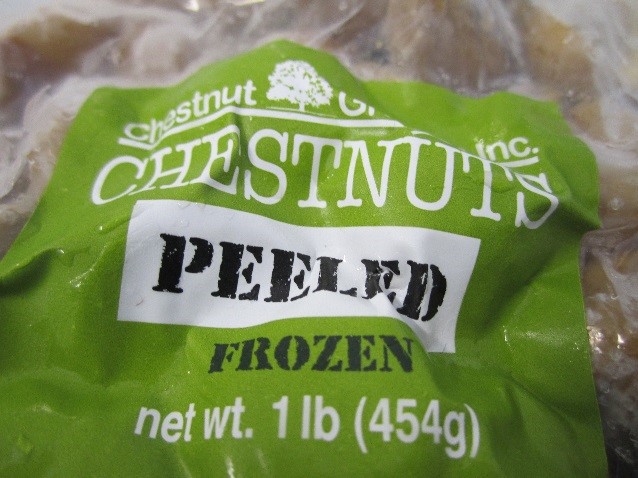 Chestnut
Inc.
CHESTNUTS
PEELED
FROZEN
net wt. 1 lb (454g)